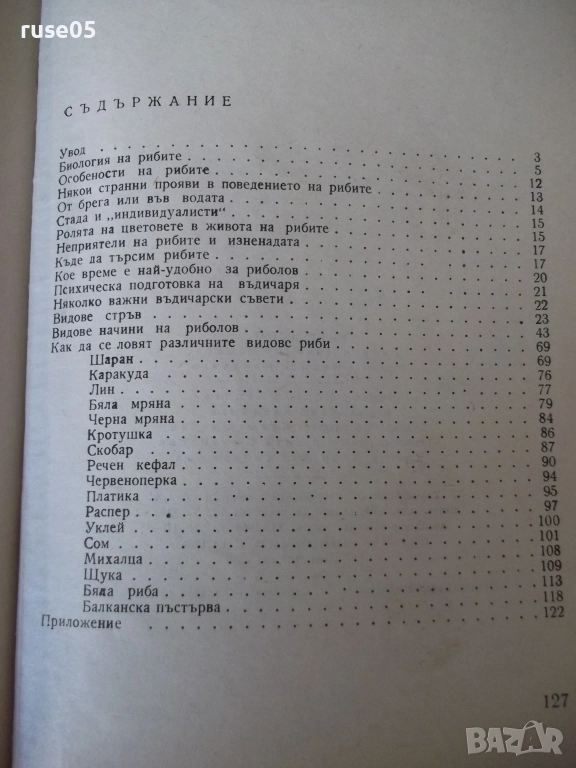 ruse05
СЪДЪРЖАНИЕ
Увод . . . 3
Биология на рибите . . . 5
Особености на рибите . . . 12
Някои странни прояви в поведението на рибите . . . 13
От брега или във водата . . . 14
Стада и „индивидуалисти“ . . . 15
Ролята на цветовете в живота на рибите . . . 15
Неприятели на рибите и изненадата . . . 17
Къде да търсим рибите . . . 17
Кое време е най-удобно за риболов . . . 20
Психическа подготовка на въдичаря . . . 21
Няколко важни въдичарски съвети . . . 22
Видове стръв . . . 23
Видове начини на риболов . . . 43
Как да се ловят различните видове риби . . . 69
Шаран . . . 69
Каракуда . . . 76
Лин . . . 77
Бяла мряна . . . 79
Черна мряна . . . 84
Кротушка . . . 86
Скобар . . . 87
Речен кефал . . . 90
Червеноперка . . . 94
Платика . . . 95
Распер . . . 97
Уклей . . . 100
Сом . . . 101
Михалца . . . 108
Щука . . . 109
Бяла риба . . . 113
Балканска пъстърва . . . 118
Приложение . . . 122
127
BAZAR